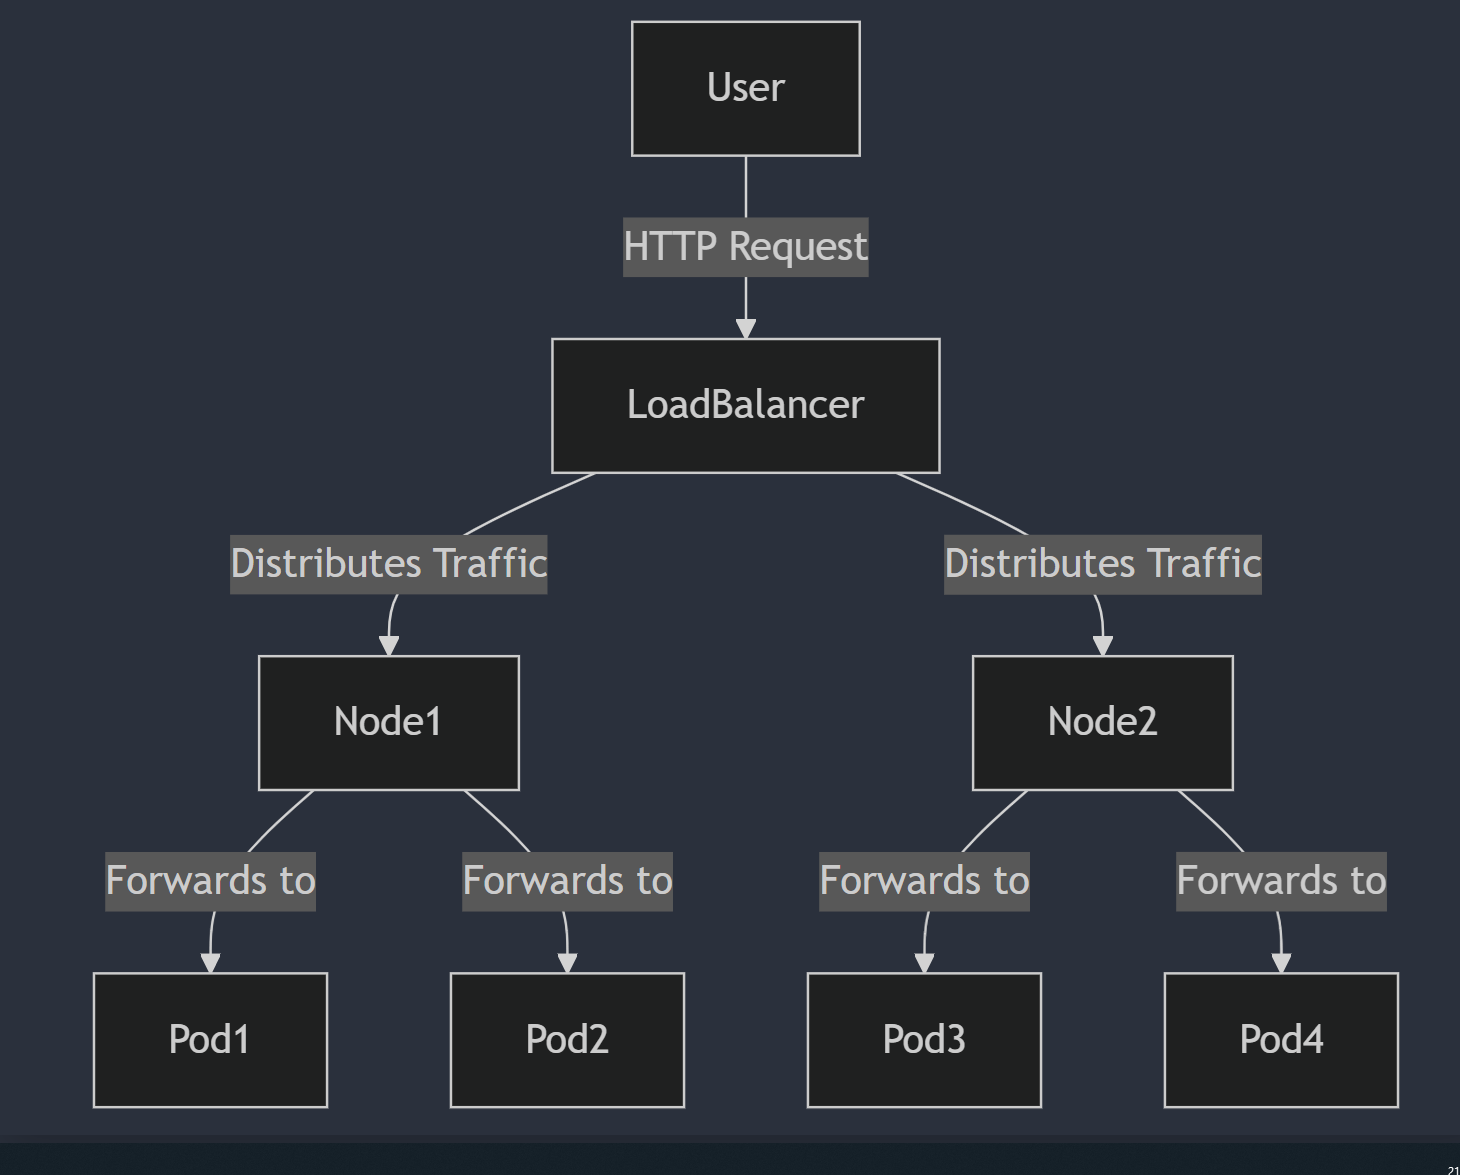 User
HTTP Request
LoadBalancer
Distributes Traffic
Distributes Traffic
Node1
Node2
Forwards to
Forwards to
Forwards to
Forwards to
Pod1
Pod2
Pod3
Pod4
21